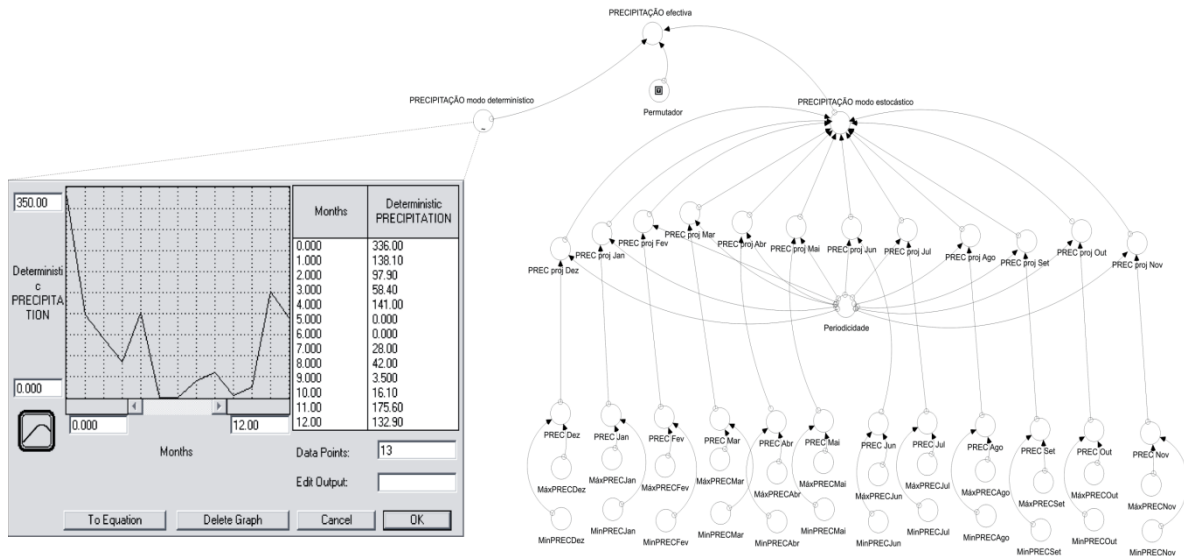 PRECIPITAÇÃO efectiva
PRECIPITAÇÃO modo determinístico
Permutador
PRECIPITAÇÃO modo estocástico
350.00
Deterministi
c
PRECIPITA
TION
0.000
0.000
12.00
Months
Months
Deterministic
PRECIPITATION
0.000 336.00
1.000 138.10
2.000 97.90
3.000 58.40
4.000 141.00
5.000 0.000
6.000 0.000
7.000 28.00
8.000 42.00
9.000 3.500
10.00 16.10
11.00 175.60
12.00 132.90
Data Points: 13
Edit Output:
To Equation Delete Graph Cancel OK
PREC proj Dez PREC proj Jan PREC proj Fev PREC proj Mar PREC proj Abr PREC proj Mai PREC proj Jun PREC proj Jul PREC proj Ago PREC proj Set PREC proj Out PREC proj Nov
Periodicidade
PREC Dez PREC Jan PREC Fev PREC Mar PREC Abr PREC Mai PREC Jun PREC Jul PREC Ago PREC Set PREC Out PREC Nov
MáxPRECDez MáxPRECJan MáxPRECFev MáxPRECMar MáxPRECAbr MáxPRECMai MáxPRECJun MáxPRECJul MáxPRECAgo MáxPRECSet MáxPRECOut MáxPRECNov
MinPRECDez MinPRECJan MinPRECFev MinPRECMar MinPRECAbr MinPRECMai MinPRECJun MinPRECJul MinPRECAgo MinPRECSet MinPRECOut MinPRECNov